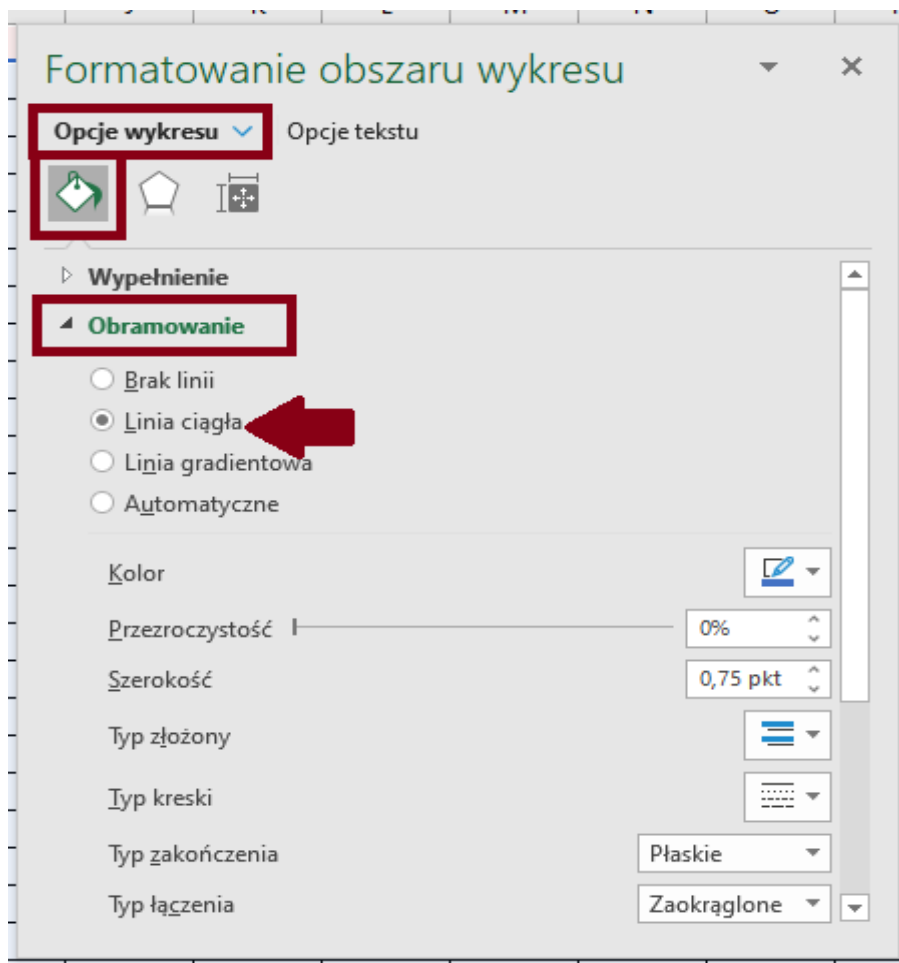 Formatowanie obszaru wykresu
Opcje wykresu Opcje tekstu
Wypełnienie
Obramowanie
Brak linii
Linia ciągła
Linia gradientowa
Automatyczne
Kolor
Przezroczystość 0%
Szerokość 0,75 pkt
Typ złożony
Typ kreski
Typ zakończenia Płaskie
Typ łączenia Zaokrąglone